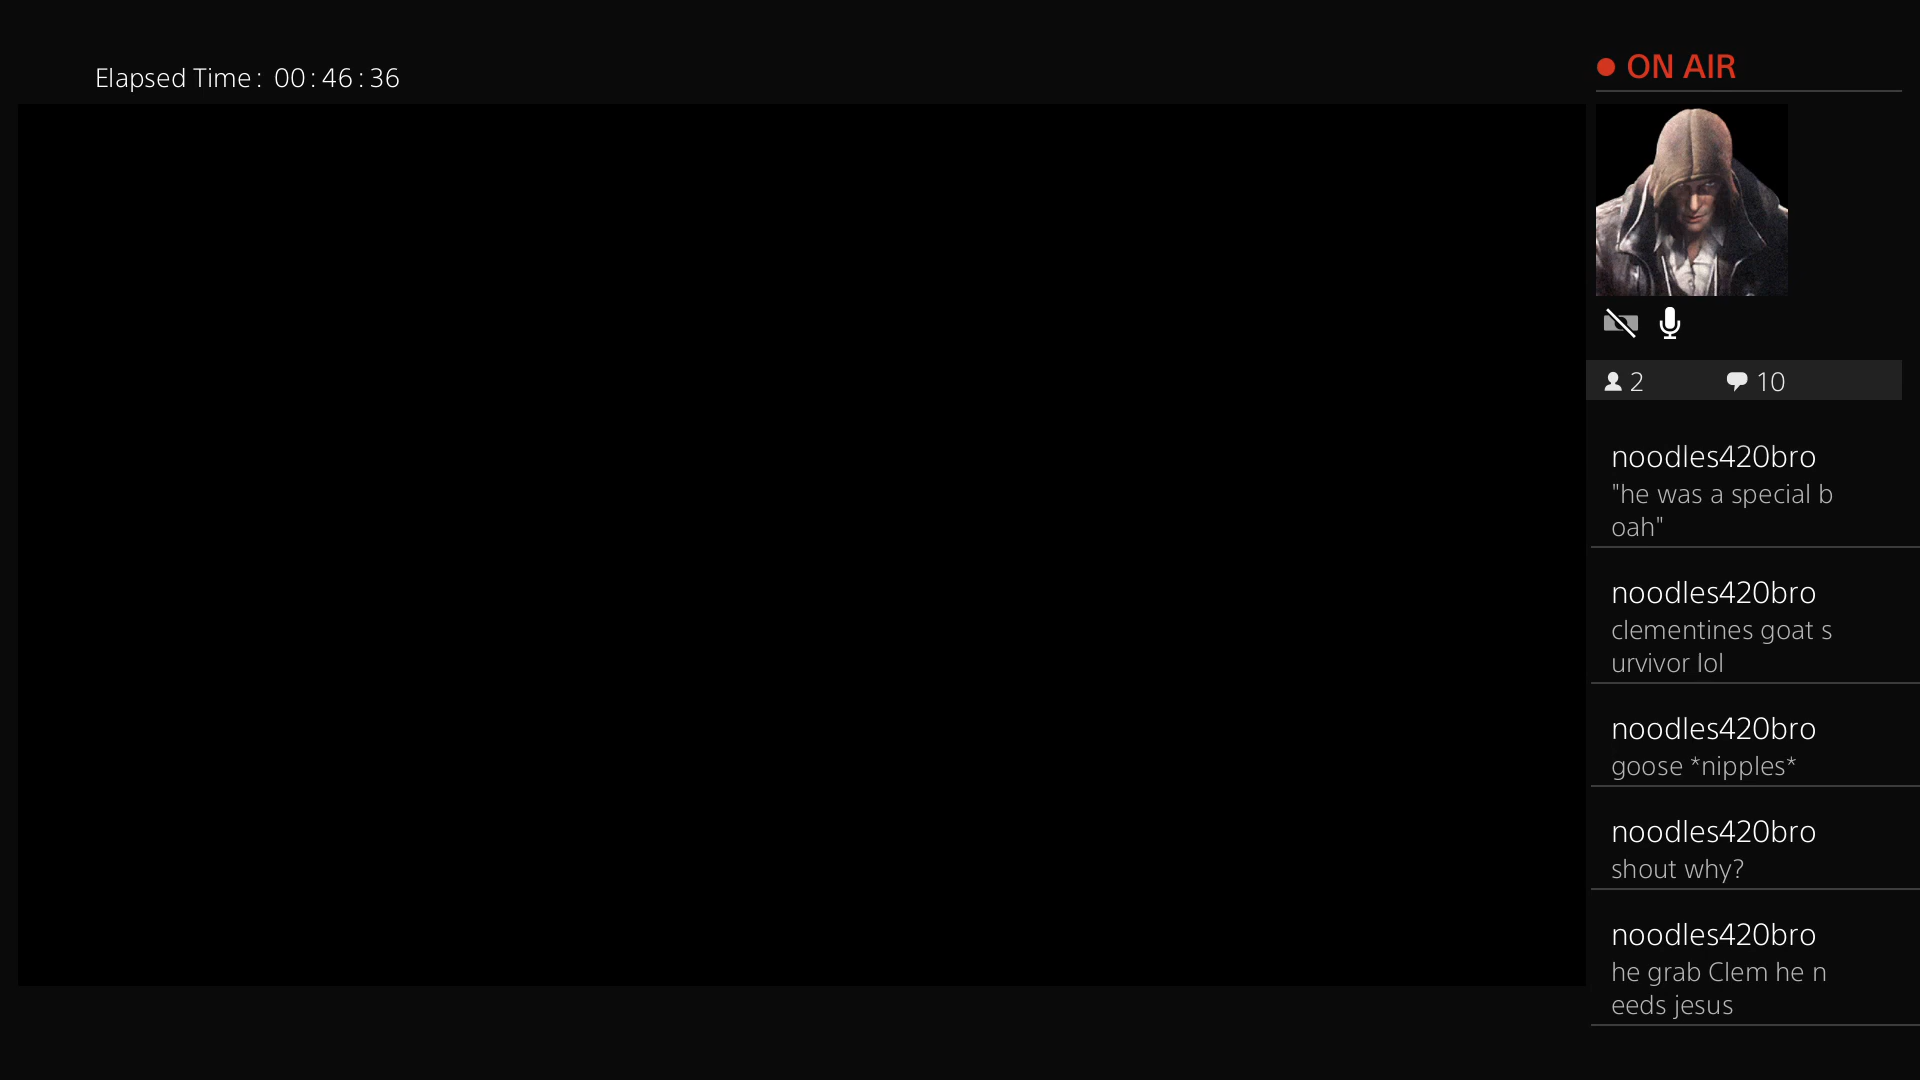 Elapsed Time: 00:46:36
ON AIR
2
10
noodles420bro
"he was a special b
oah"
noodles420bro
clementines goat s
urvivor lol
noodles420bro
goose *nipples*
noodles420bro
shout why?
noodles420bro
he grab Clem he n
eeds jesus